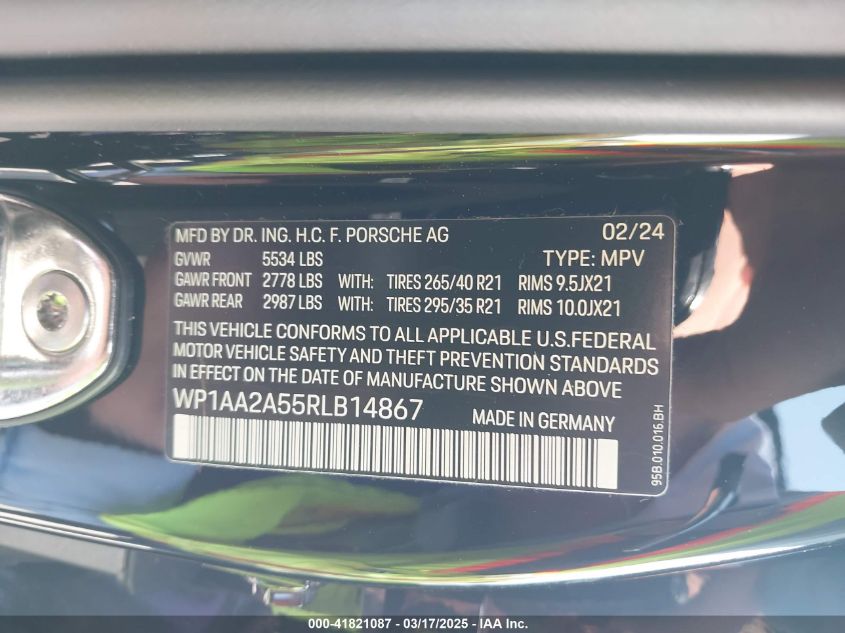 MFD BY DR. ING. H.C. F. PORSCHE AG 02/24
GVWR 5534 LBS TYPE: MPV
GAWR FRONT 2778 LBS WITH: TIRES 265/40 R21 RIMS 9.5JX21
GAWR REAR 2987 LBS WITH: TIRES 295/35 R21 RIMS 10.0JX21
THIS VEHICLE CONFORMS TO ALL APPLICABLE U.S.FEDERAL
MOTOR VEHICLE SAFETY AND THEFT PREVENTION STANDARDS
IN EFFECT ON THE DATE OF MANUFACTURE SHOWN ABOVE
WP1AA2A55RLB14867 MADE IN GERMANY
95B.010.016.BH
000-41821087 - 03/17/2025 - IAA Inc.